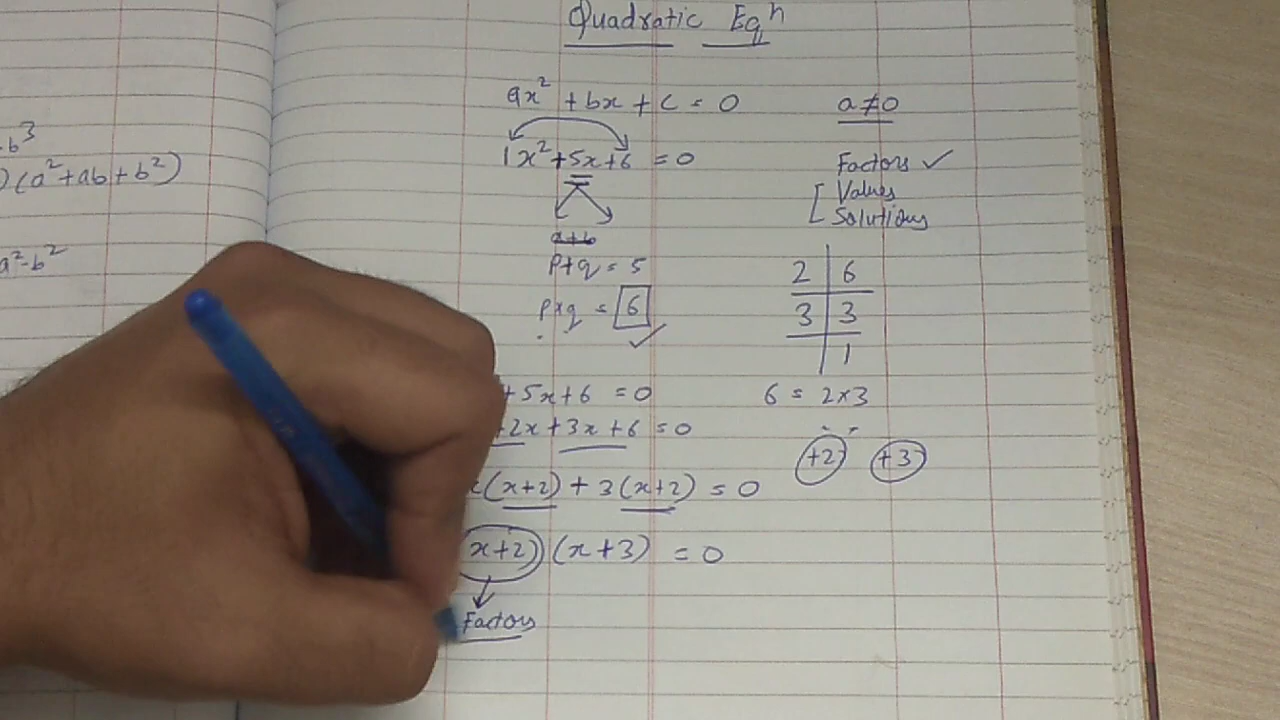 b³
)(a²+ab+b²)
a²-b²
Quadratic Eqⁿ
ax² + bx + c = 0
a ≠ 0
1x² + 5x + 6 = 0
Factors ✓
[ Values
Solutions
a+b
p+q = 5
p×q = 6
2 | 6
3 | 3
1
+ 5x + 6 = 0
6 = 2×3
+2x + 3x + 6 = 0
+2 +3
(x+2) + 3(x+2) = 0
x+2) (x+3) = 0
Factors